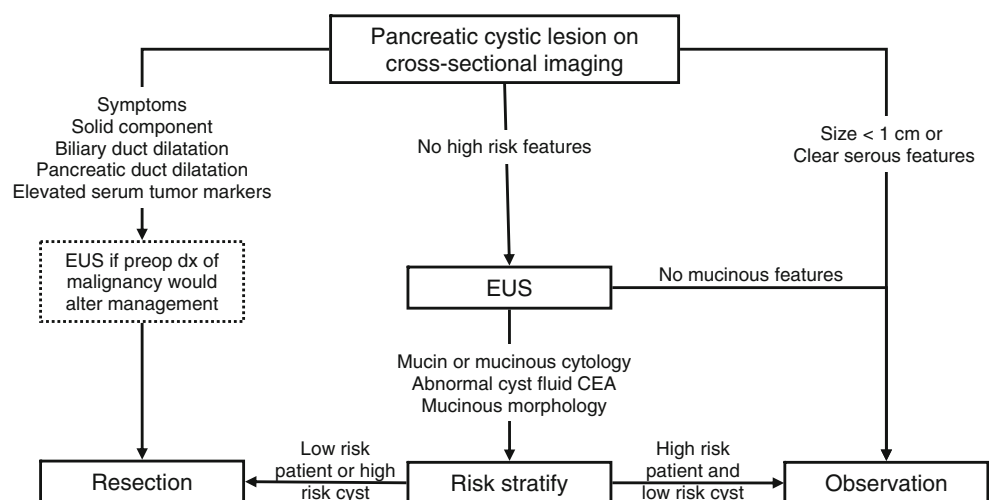 Pancreatic cystic lesion on
cross-sectional imaging
Symptoms
Solid component
Biliary duct dilatation
Pancreatic duct dilatation
Elevated serum tumor markers
No high risk features
Size < 1 cm or
Clear serous features
EUS if preop dx of
malignancy would
alter management
EUS
No mucinous features
Mucin or mucinous cytology
Abnormal cyst fluid CEA
Mucinous morphology
Resection
Low risk
patient or high
risk cyst
Risk stratify
High risk
patient and
low risk cyst
Observation